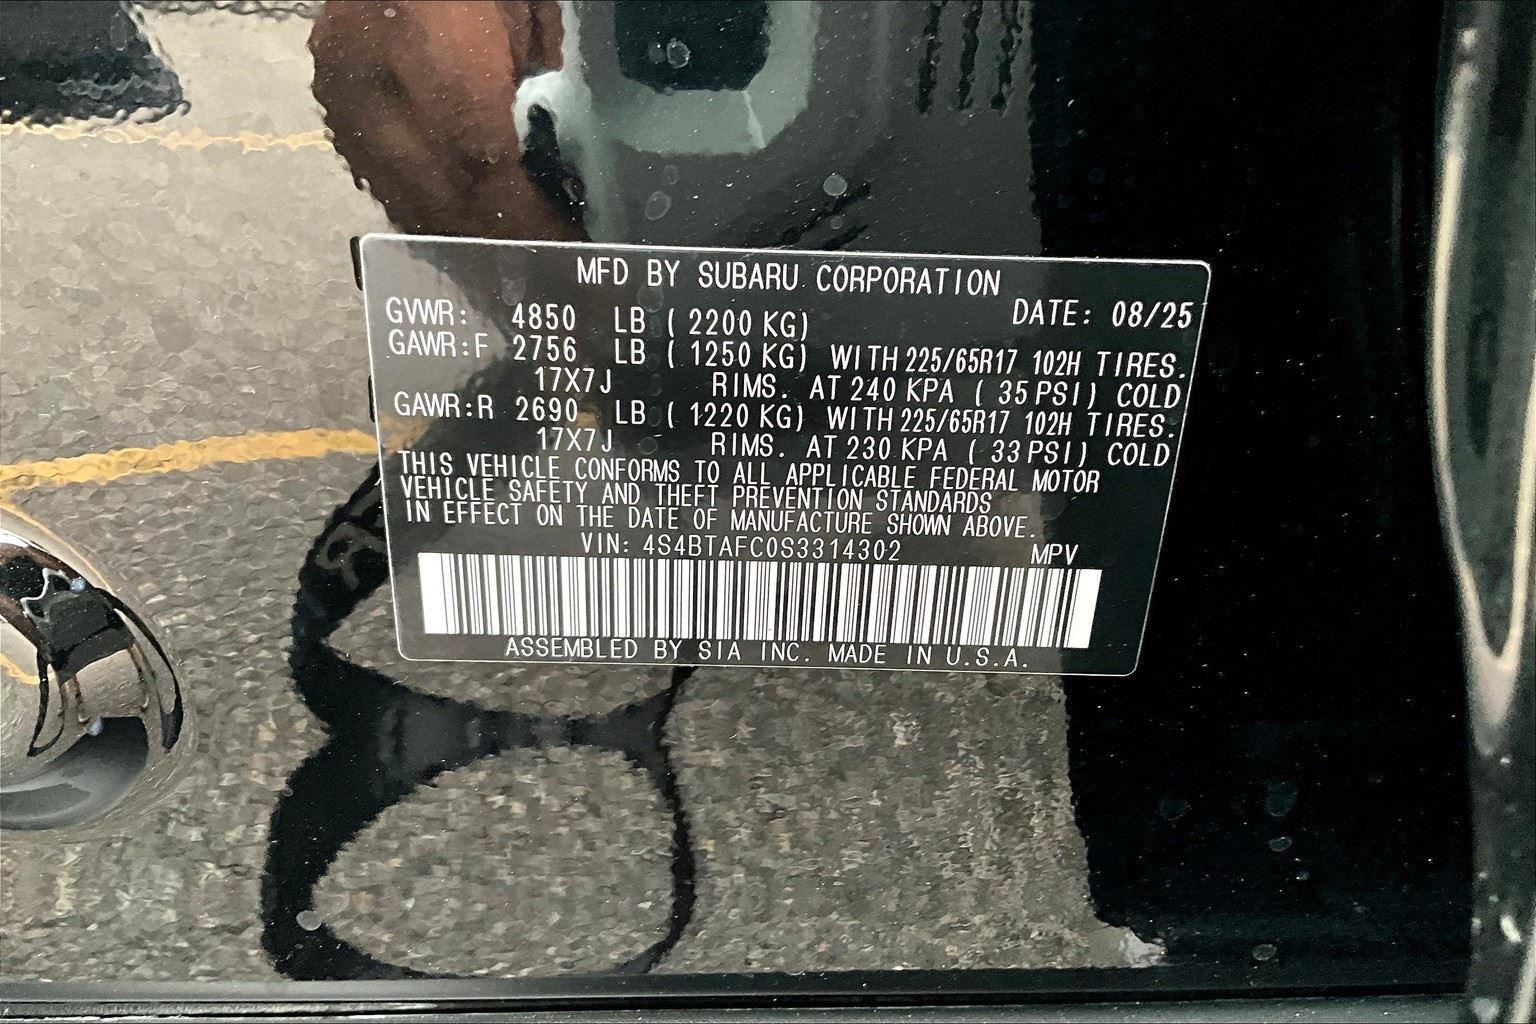 MFD BY SUBARU CORPORATION
DATE: 08/25
GVWR: 4850 LB ( 2200 KG)
GAWR:F 2756 LB ( 1250 KG) WITH 225/65R17 102H TIRES.
17X7J RIMS. AT 240 KPA ( 35 PSI) COLD
GAWR:R 2690 LB ( 1220 KG) WITH 225/65R17 102H TIRES.
17X7J RIMS. AT 230 KPA ( 33 PSI) COLD
THIS VEHICLE CONFORMS TO ALL APPLICABLE FEDERAL MOTOR
VEHICLE SAFETY AND THEFT PREVENTION STANDARDS
IN EFFECT ON THE DATE OF MANUFACTURE SHOWN ABOVE.
VIN: 4S4BTAFC0S3314302 MPV
ASSEMBLED BY SIA INC. MADE IN U.S.A.